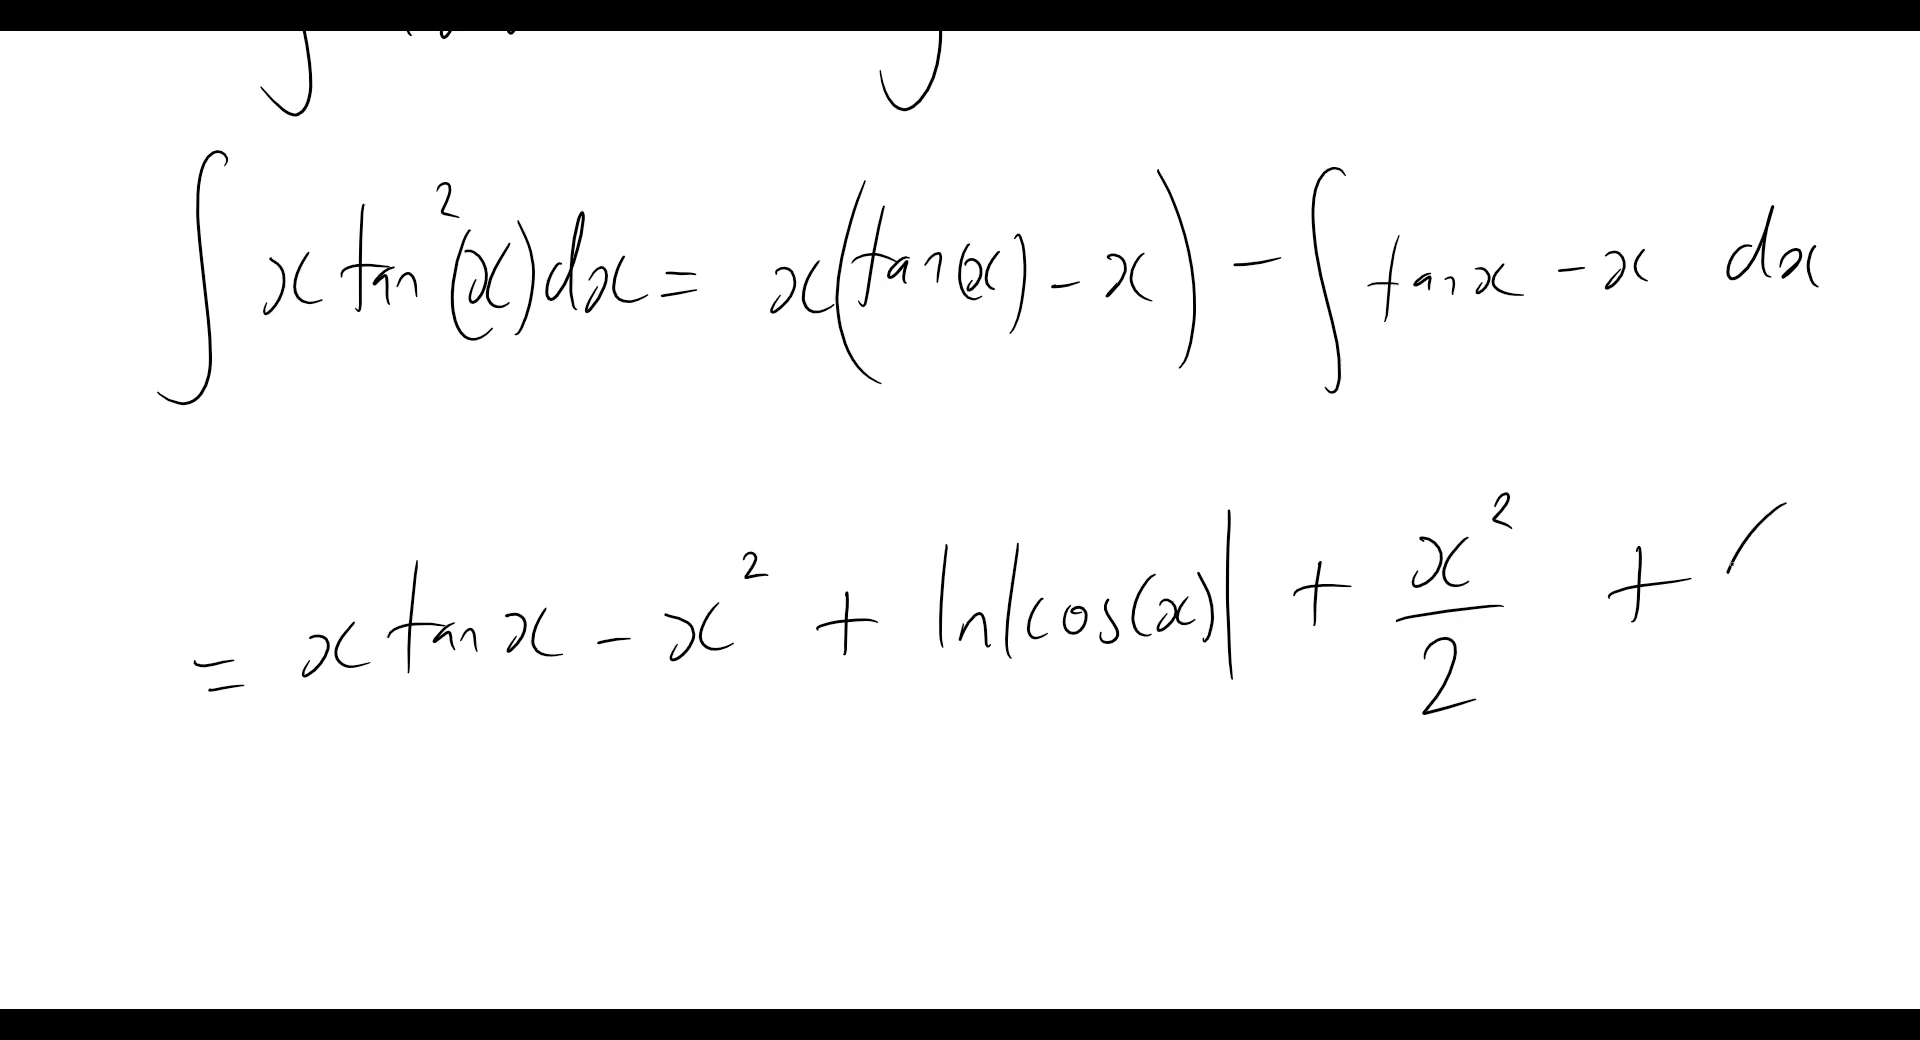 ∫ x tan²(x) dx = x(tan(x) - x) - ∫ tan x - x dx
= x tan x - x² + ln|cos(x)| + x²/2 +